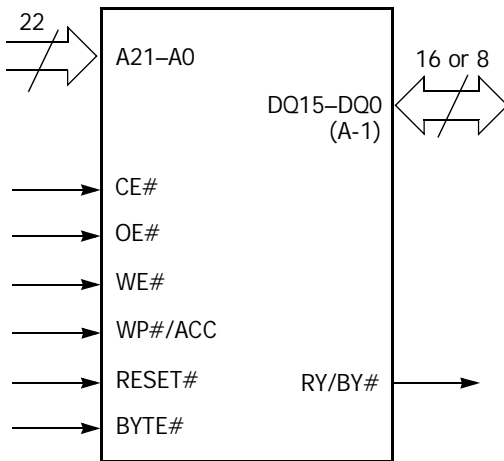 22
A21–A0
16 or 8
DQ15–DQ0
(A-1)
CE#
OE#
WE#
WP#/ACC
RESET#
RY/BY#
BYTE#